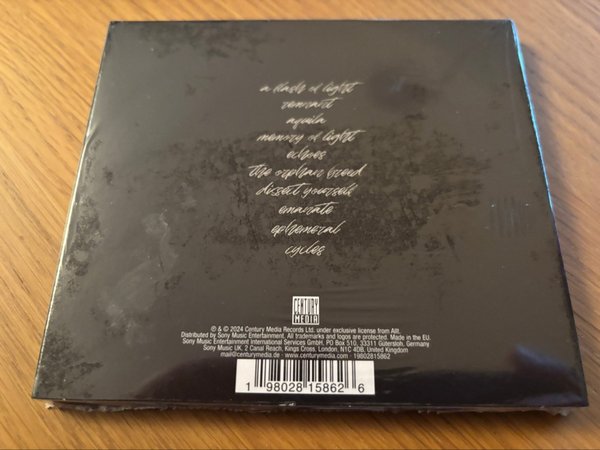 a flash of light
remnant
aquila
memory of light
echoes
the orphan breed
dissect yourself
emanate
ephemeral
cycles
CENTURY
MEDIA
℗ & © 2024 Century Media Records Ltd. under exclusive license from Allt.
Distributed by Sony Music Entertainment. All trademarks and logos are protected. Made in the EU.
Sony Music Entertainment International Services GmbH. PO Box 510, 33311 Gütersloh, Germany
Sony Music UK, 2 Canal Reach, Kings Cross, London, N1C 4DB, United Kingdom
mail@centurymedia.de · www.centurymedia.com · 19802815862
1 98028 15862 6